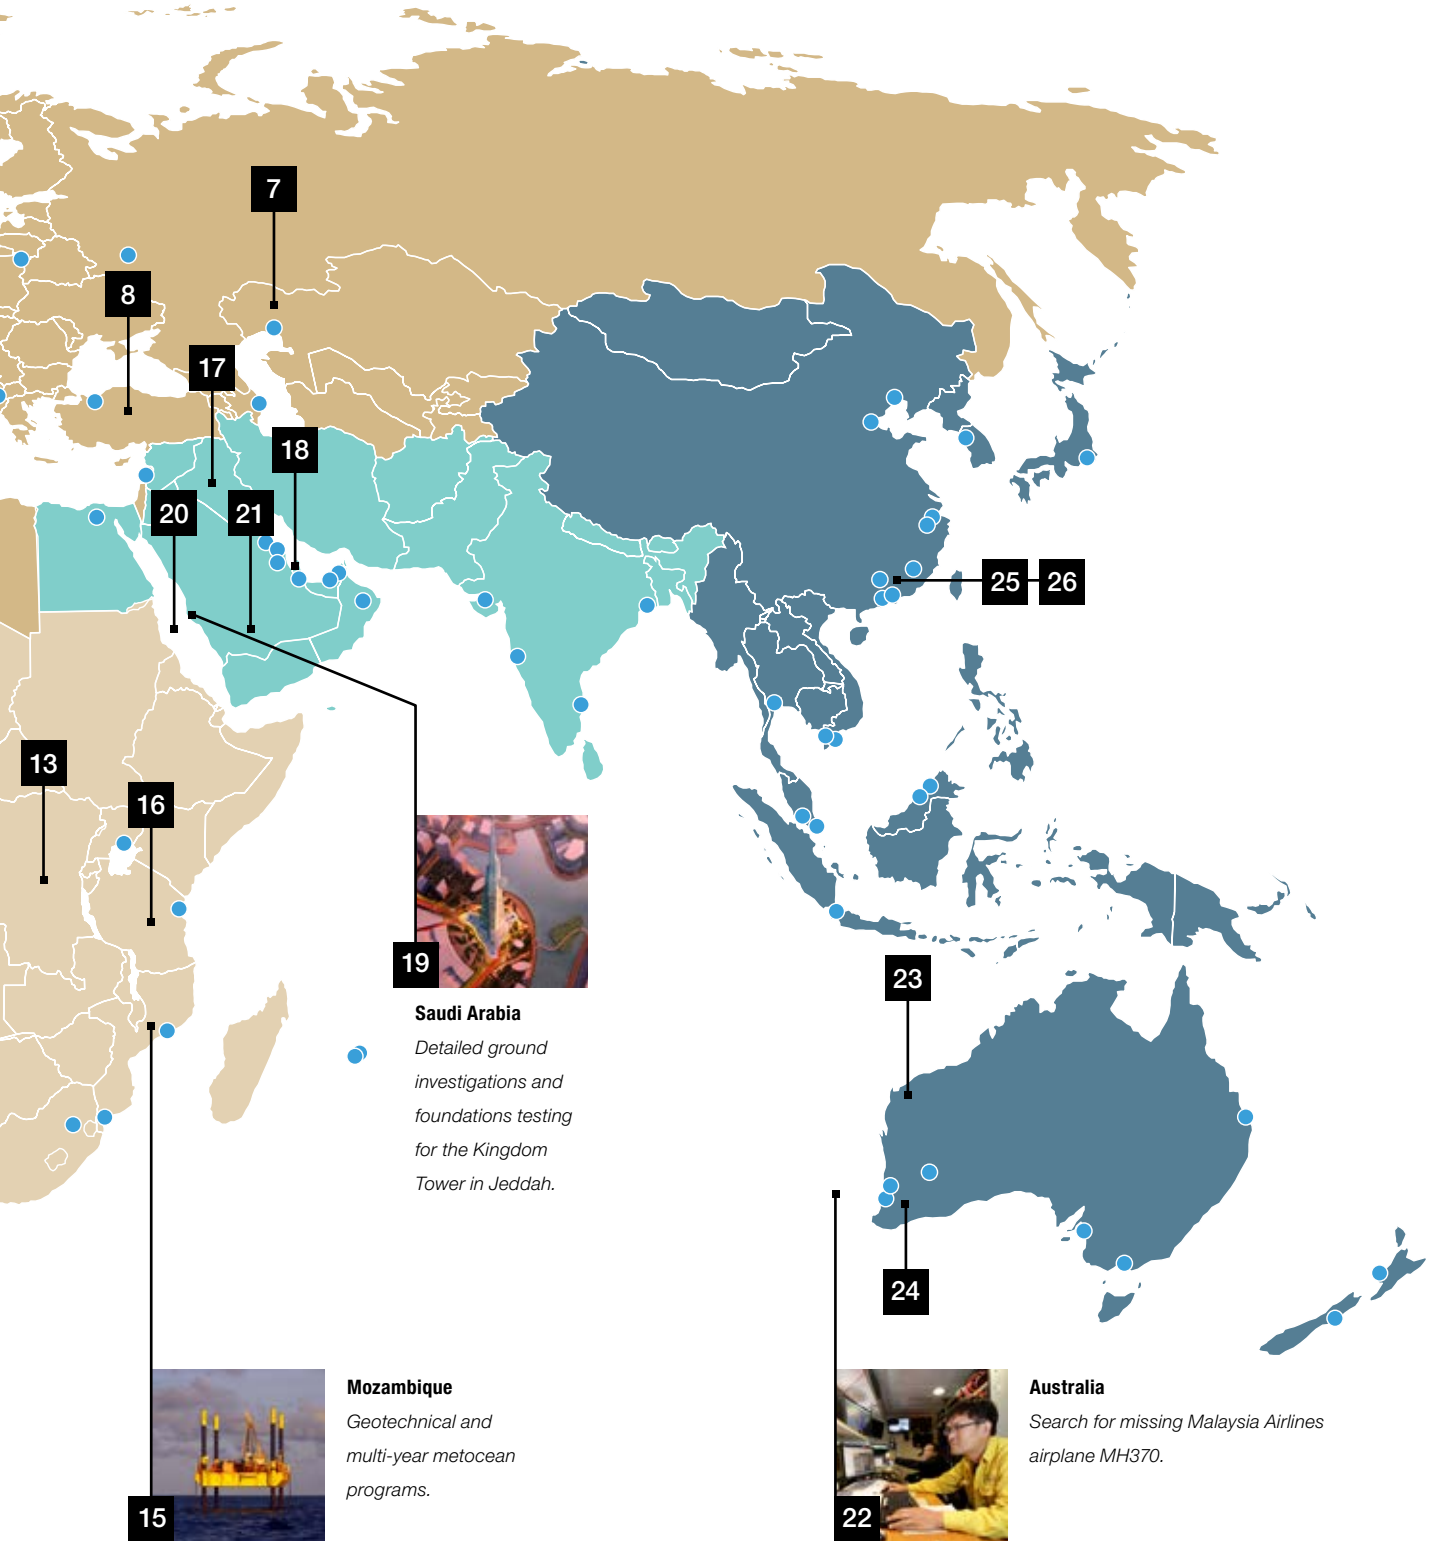 7
8
17
18
20
21
25
26
13
16
19
Saudi Arabia
Detailed ground
investigations and
foundations testing
for the Kingdom
Tower in Jeddah.
23
24
15
Mozambique
Geotechnical and
multi-year metocean
programs.
22
Australia
Search for missing Malaysia Airlines
airplane MH370.